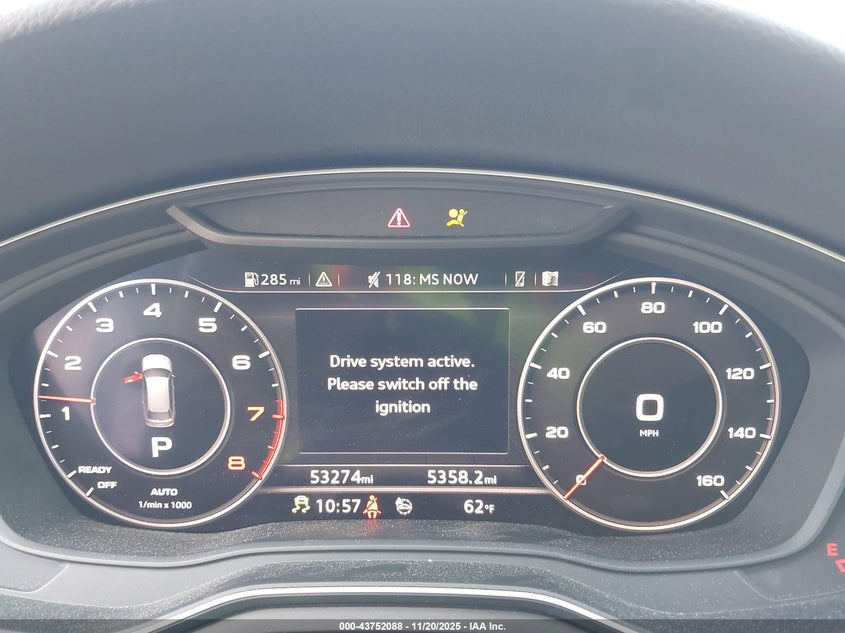 285 mi
118: MS NOW
Drive system active.
Please switch off the
ignition
1
2
3
4
5
6
7
8
READY
OFF
P
AUTO
1/min x 1000
0
20
40
60
80
100
120
140
160
0
MPH
53274mi
5358.2mi
10:57
62°F
E
000-43752088 - 11/20/2025 - IAA Inc.